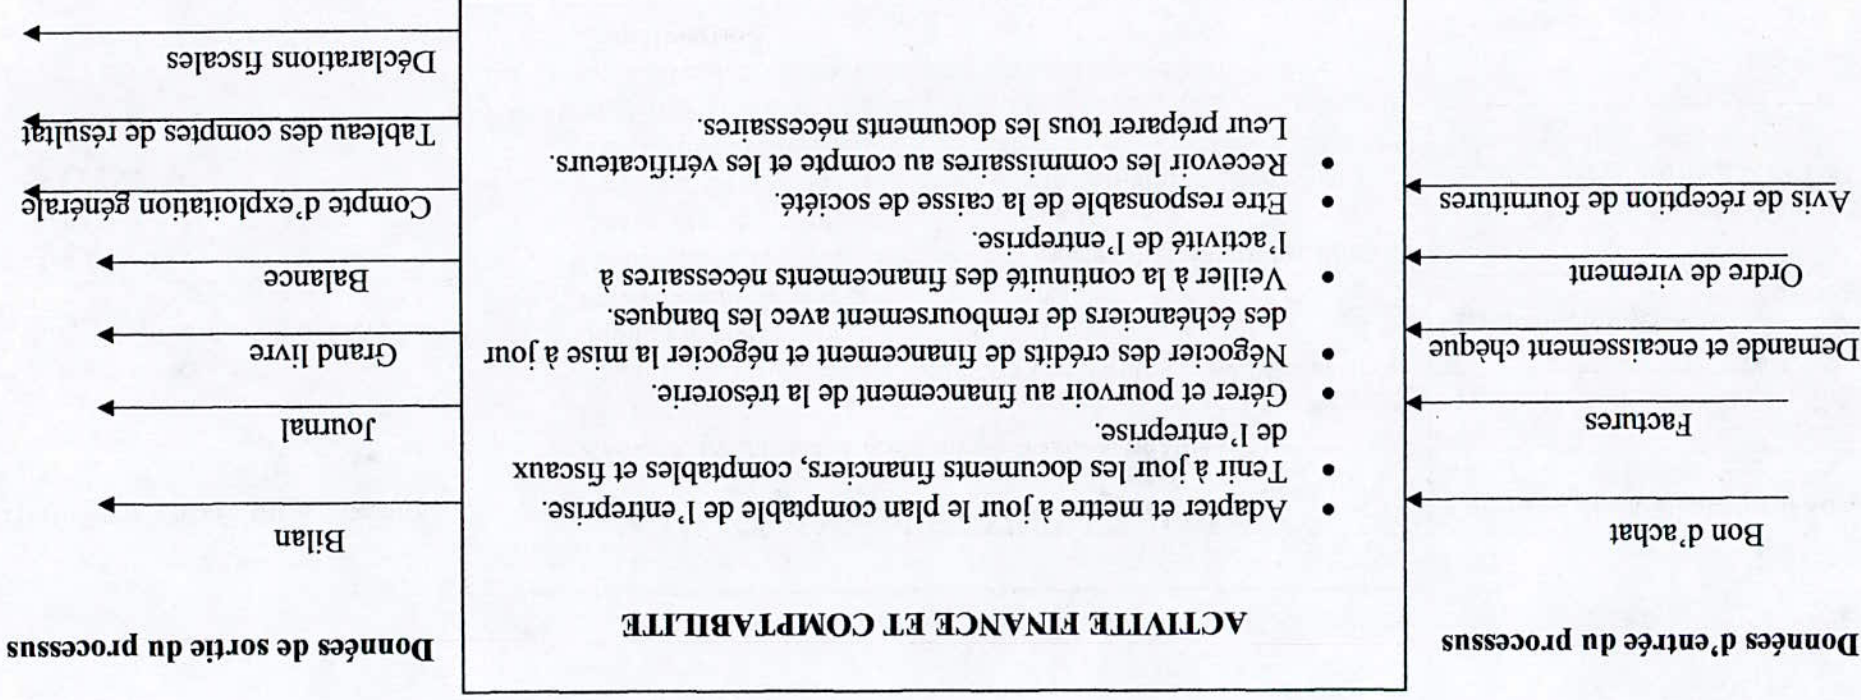 Données d'entrée du processus
Bon d'achat
Factures
Demande et encaissement chèque
Ordre de virement
Avis de réception de fournitures
ACTIVITE FINANCE ET COMPTABILITE
• Adapter et mettre à jour le plan comptable de l'entreprise.
• Tenir à jour les documents financiers, comptables et fiscaux
de l'entreprise.
• Gérer et pourvoir au financement de la trésorerie.
• Négocier des crédits de financement et négocier la mise à jour
des échéanciers de remboursement avec les banques.
• Veiller à la continuité des financements nécessaires à
l'activité de l'entreprise.
• Etre responsable de la caisse de société.
• Recevoir les commissaires au compte et les vérificateurs.
Leur préparer tous les documents nécessaires.
Données de sortie du processus
Bilan
Journal
Grand livre
Balance
Compte d'exploitation générale
Tableau des comptes de résultat
Déclarations fiscales